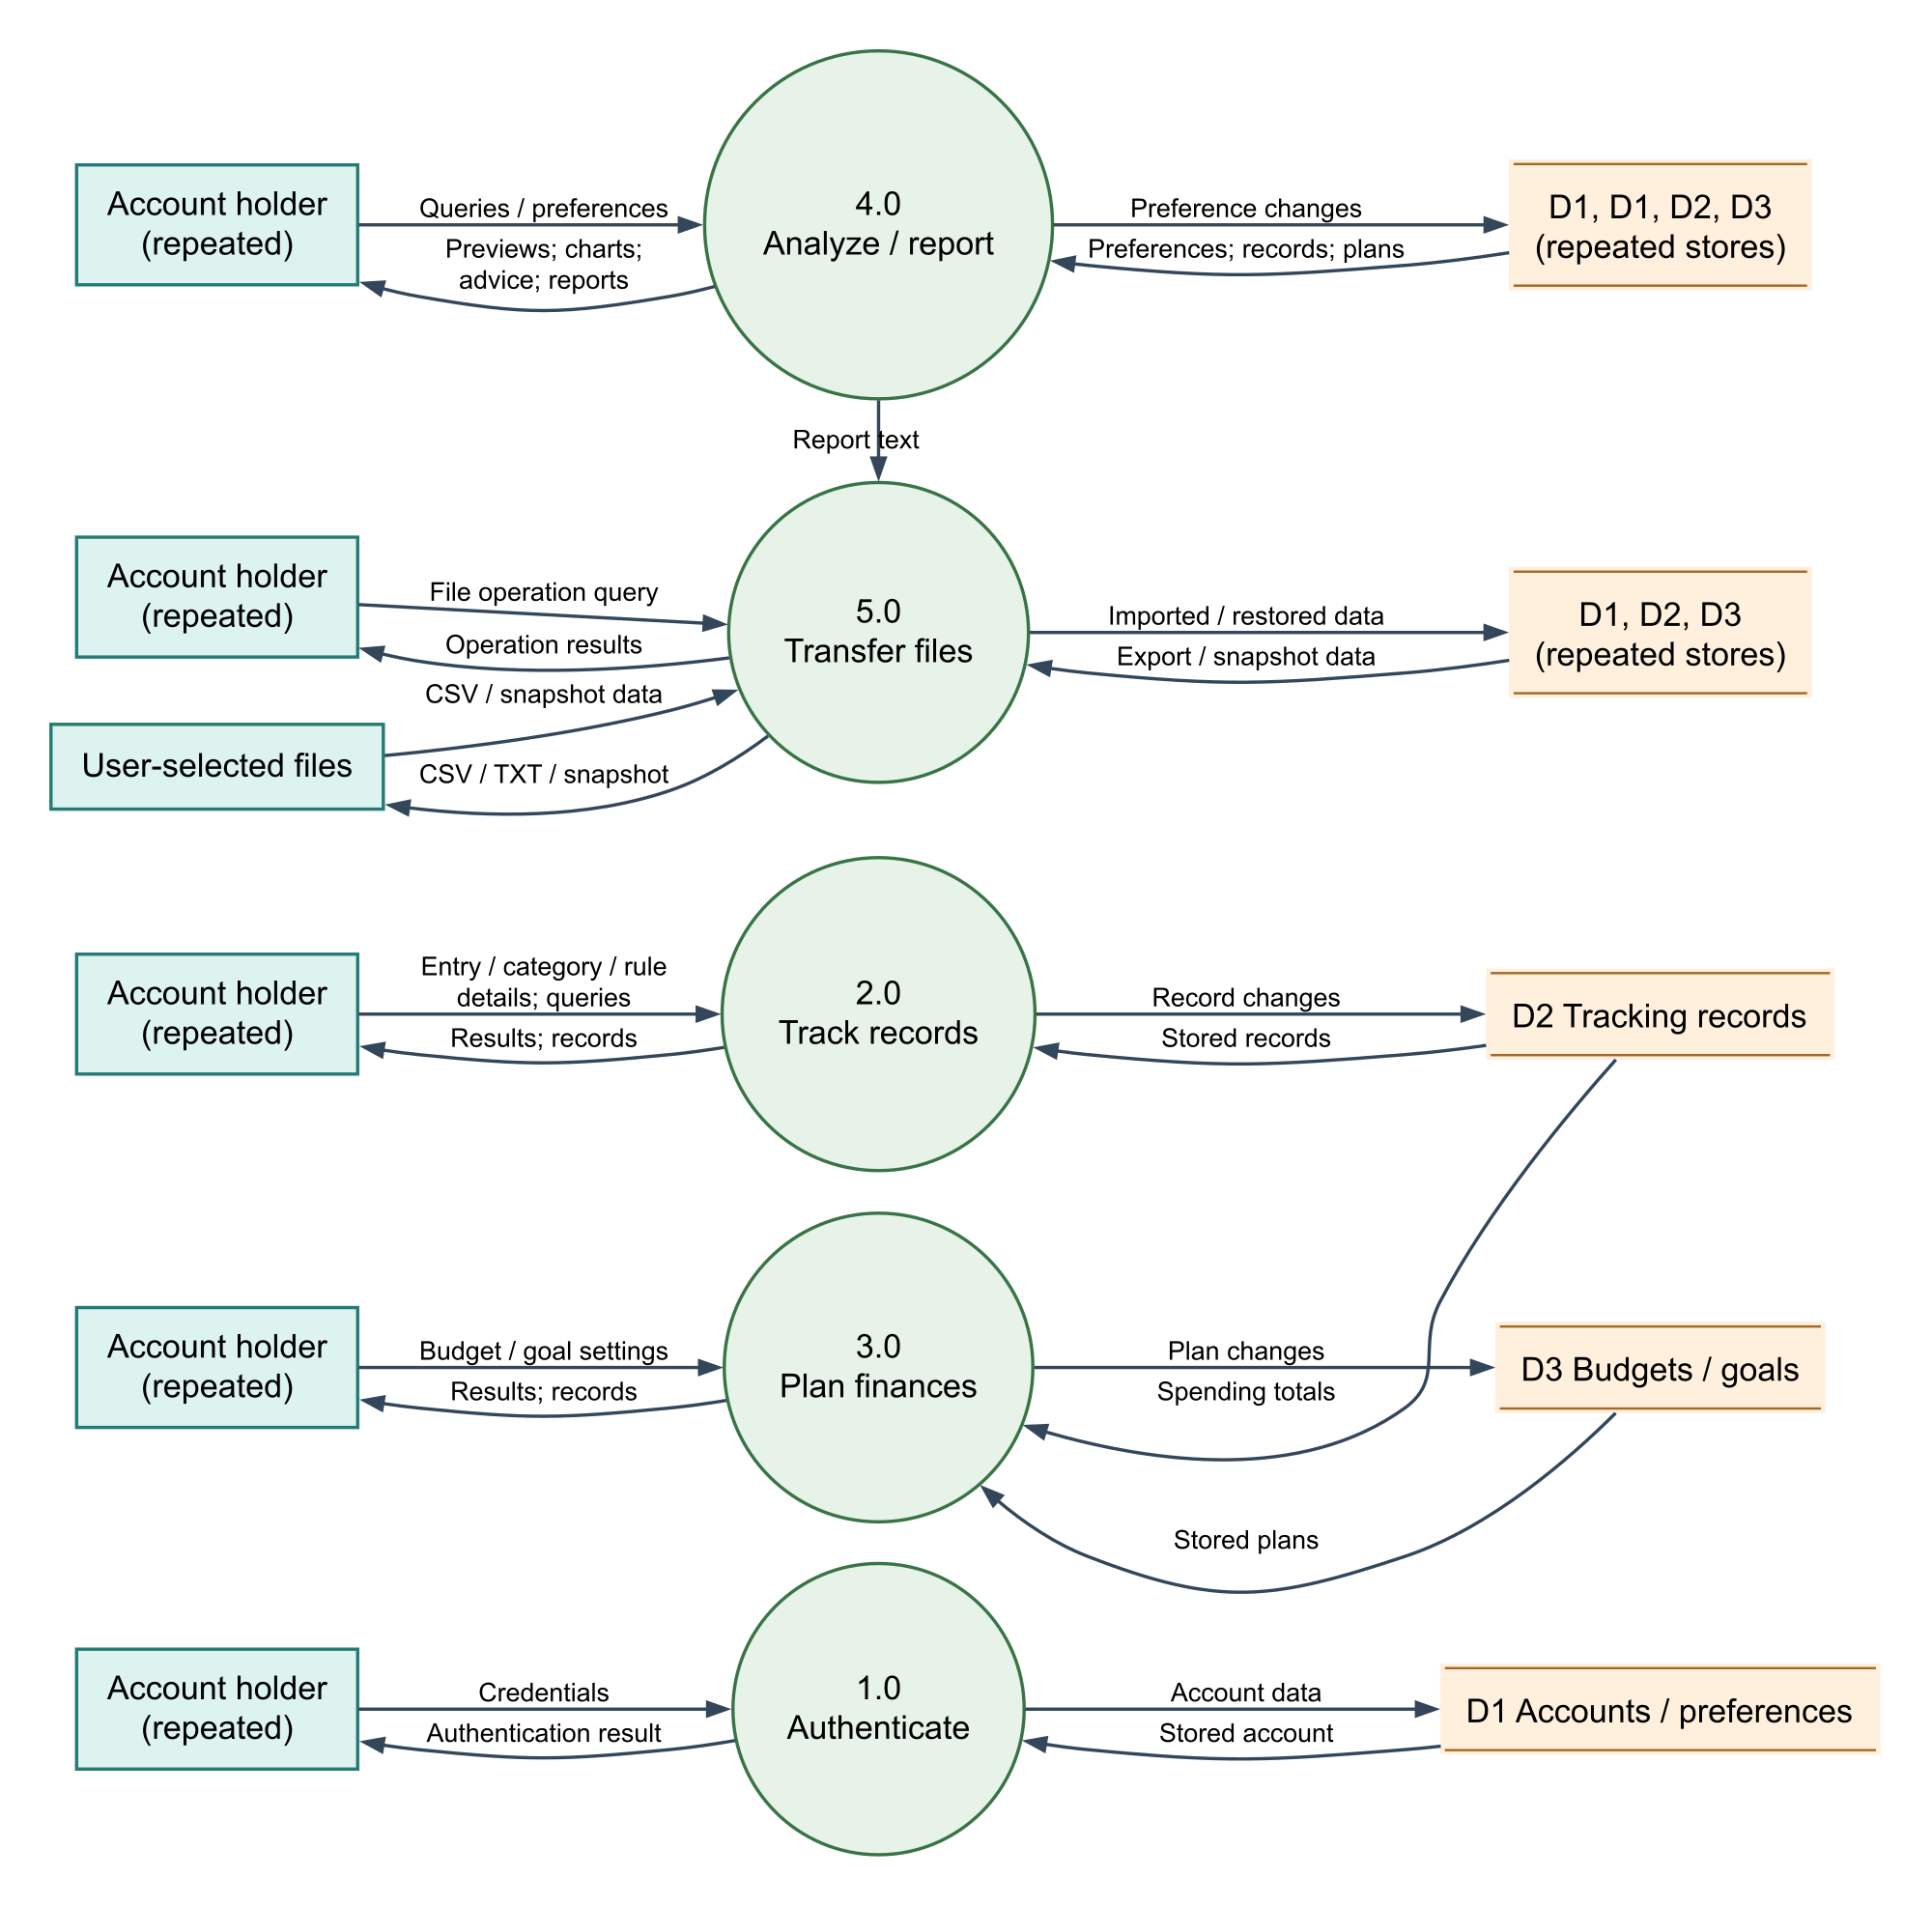 Account holder
(repeated)
Queries / preferences
Previews; charts;
advice; reports
4.0
Analyze / report
Preference changes
Preferences; records; plans
D1, D1, D2, D3
(repeated stores)
Report text
Account holder
(repeated)
File operation query
Operation results
CSV / snapshot data
User-selected files
CSV / TXT / snapshot
5.0
Transfer files
Imported / restored data
Export / snapshot data
D1, D2, D3
(repeated stores)
Account holder
(repeated)
Entry / category / rule
details; queries
Results; records
2.0
Track records
Record changes
Stored records
D2 Tracking records
Account holder
(repeated)
Budget / goal settings
Results; records
3.0
Plan finances
Plan changes
Spending totals
D3 Budgets / goals
Stored plans
Account holder
(repeated)
Credentials
Authentication result
1.0
Authenticate
Account data
Stored account
D1 Accounts / preferences